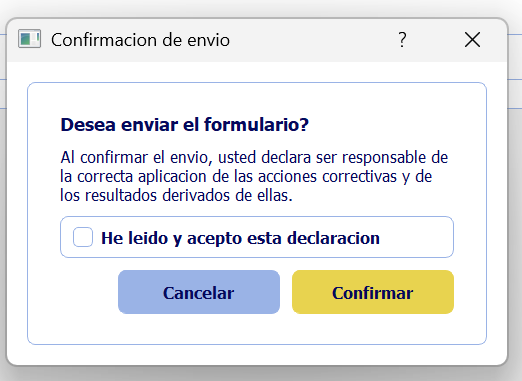 Confirmacion de envio
?
Desea enviar el formulario?
Al confirmar el envio, usted declara ser responsable de
la correcta aplicacion de las acciones correctivas y de
los resultados derivados de ellas.
He leido y acepto esta declaracion
Cancelar
Confirmar